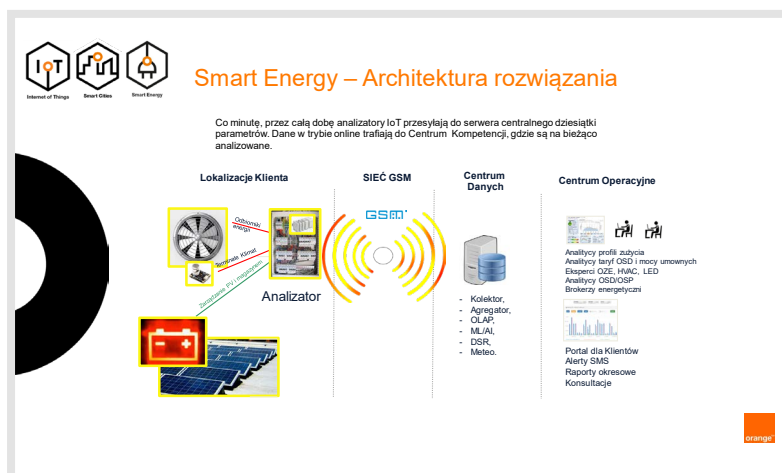 IoT
Internet of Things
Smart Cities
Smart Energy
Smart Energy – Architektura rozwiązania
Co minutę, przez całą dobę analizatory IoT przesyłają do serwera centralnego dziesiątki
parametrów. Dane w trybie online trafiają do Centrum Kompetencji, gdzie są na bieżąco
analizowane.
Lokalizacje Klienta
Odbiorniki
energii
Terminale Klimat
Zarządzanie PV i magazynem
Analizator
SIEĆ GSM
GSM
Centrum
Danych
- Kolektor,
- Agregator,
- OLAP,
- ML/AI,
- DSR,
- Meteo.
Centrum Operacyjne
Analitycy profili zużycia
Analitycy taryf OSD i mocy umownych
Eksperci OZE, HVAC, LED
Analitycy OSD/OSP
Brokerzy energetyczni
Portal dla Klientów
Alerty SMS
Raporty okresowe
Konsultacje
orange